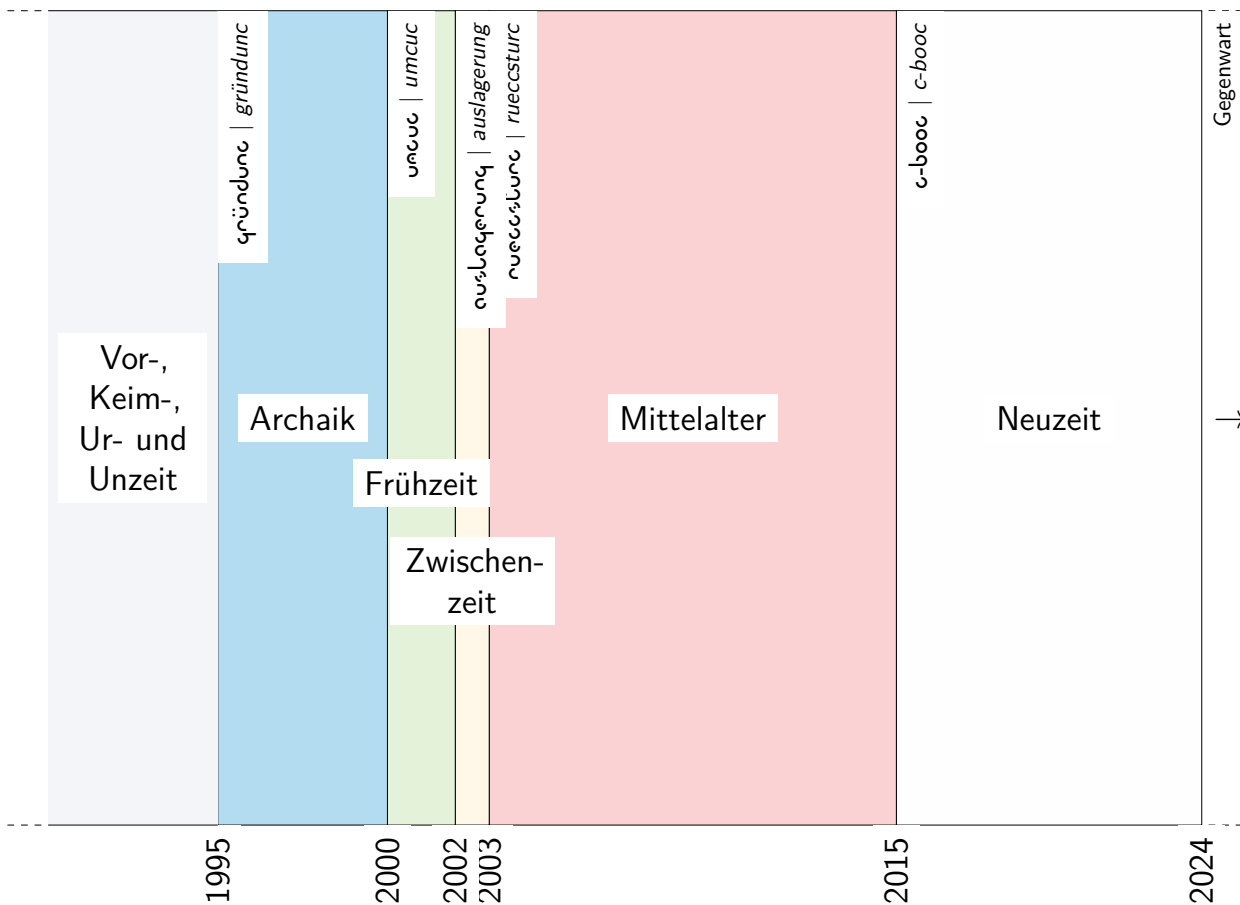 gründunc | gründunc
umcuc | umcuc
auslagerung | auslagerung
rueccsturc | rueccsturc
c-booc | c-booc
Gegenwart
Vor-,
Keim-,
Ur- und
Unzeit
Archaik
Frühzeit
Zwischen-
zeit
Mittelalter
Neuzeit
→
1995
2000
2002
2003
2015
2024